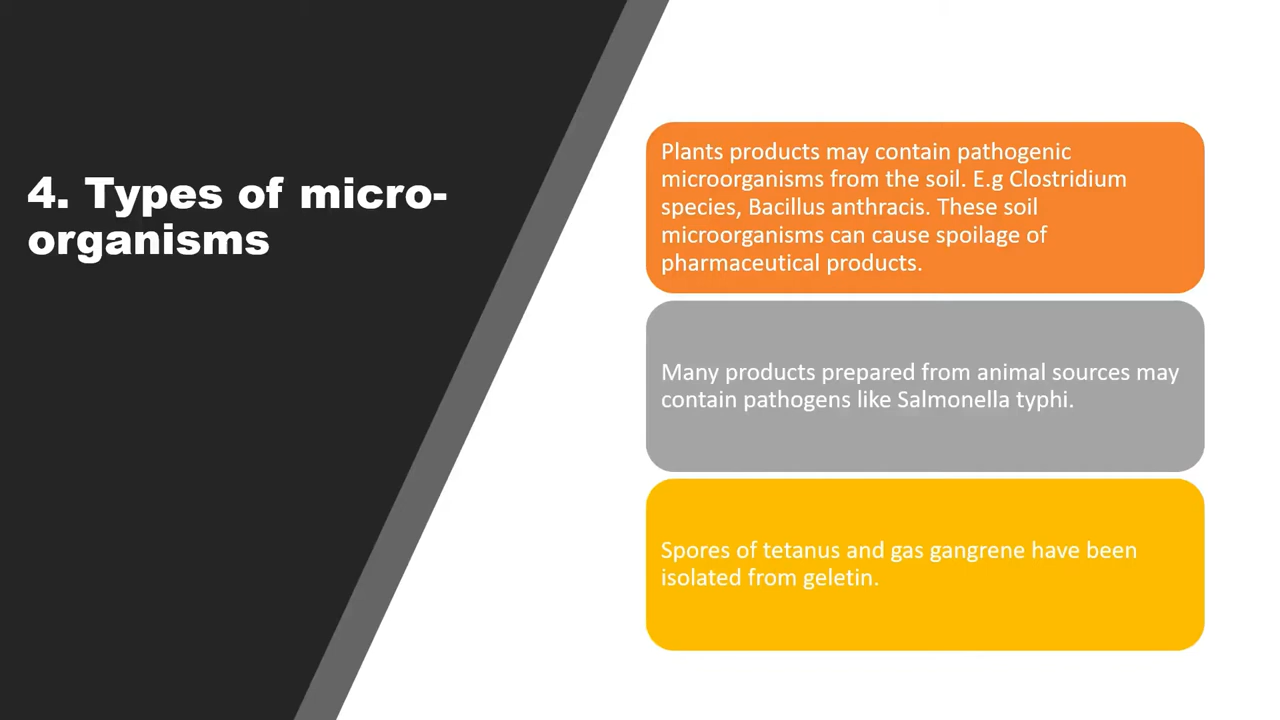 4. Types of micro-
organisms
Plants products may contain pathogenic
microorganisms from the soil. E.g Clostridium
species, Bacillus anthracis. These soil
microorganisms can cause spoilage of
pharmaceutical products.
Many products prepared from animal sources may
contain pathogens like Salmonella typhi.
Spores of tetanus and gas gangrene have been
isolated from geletin.